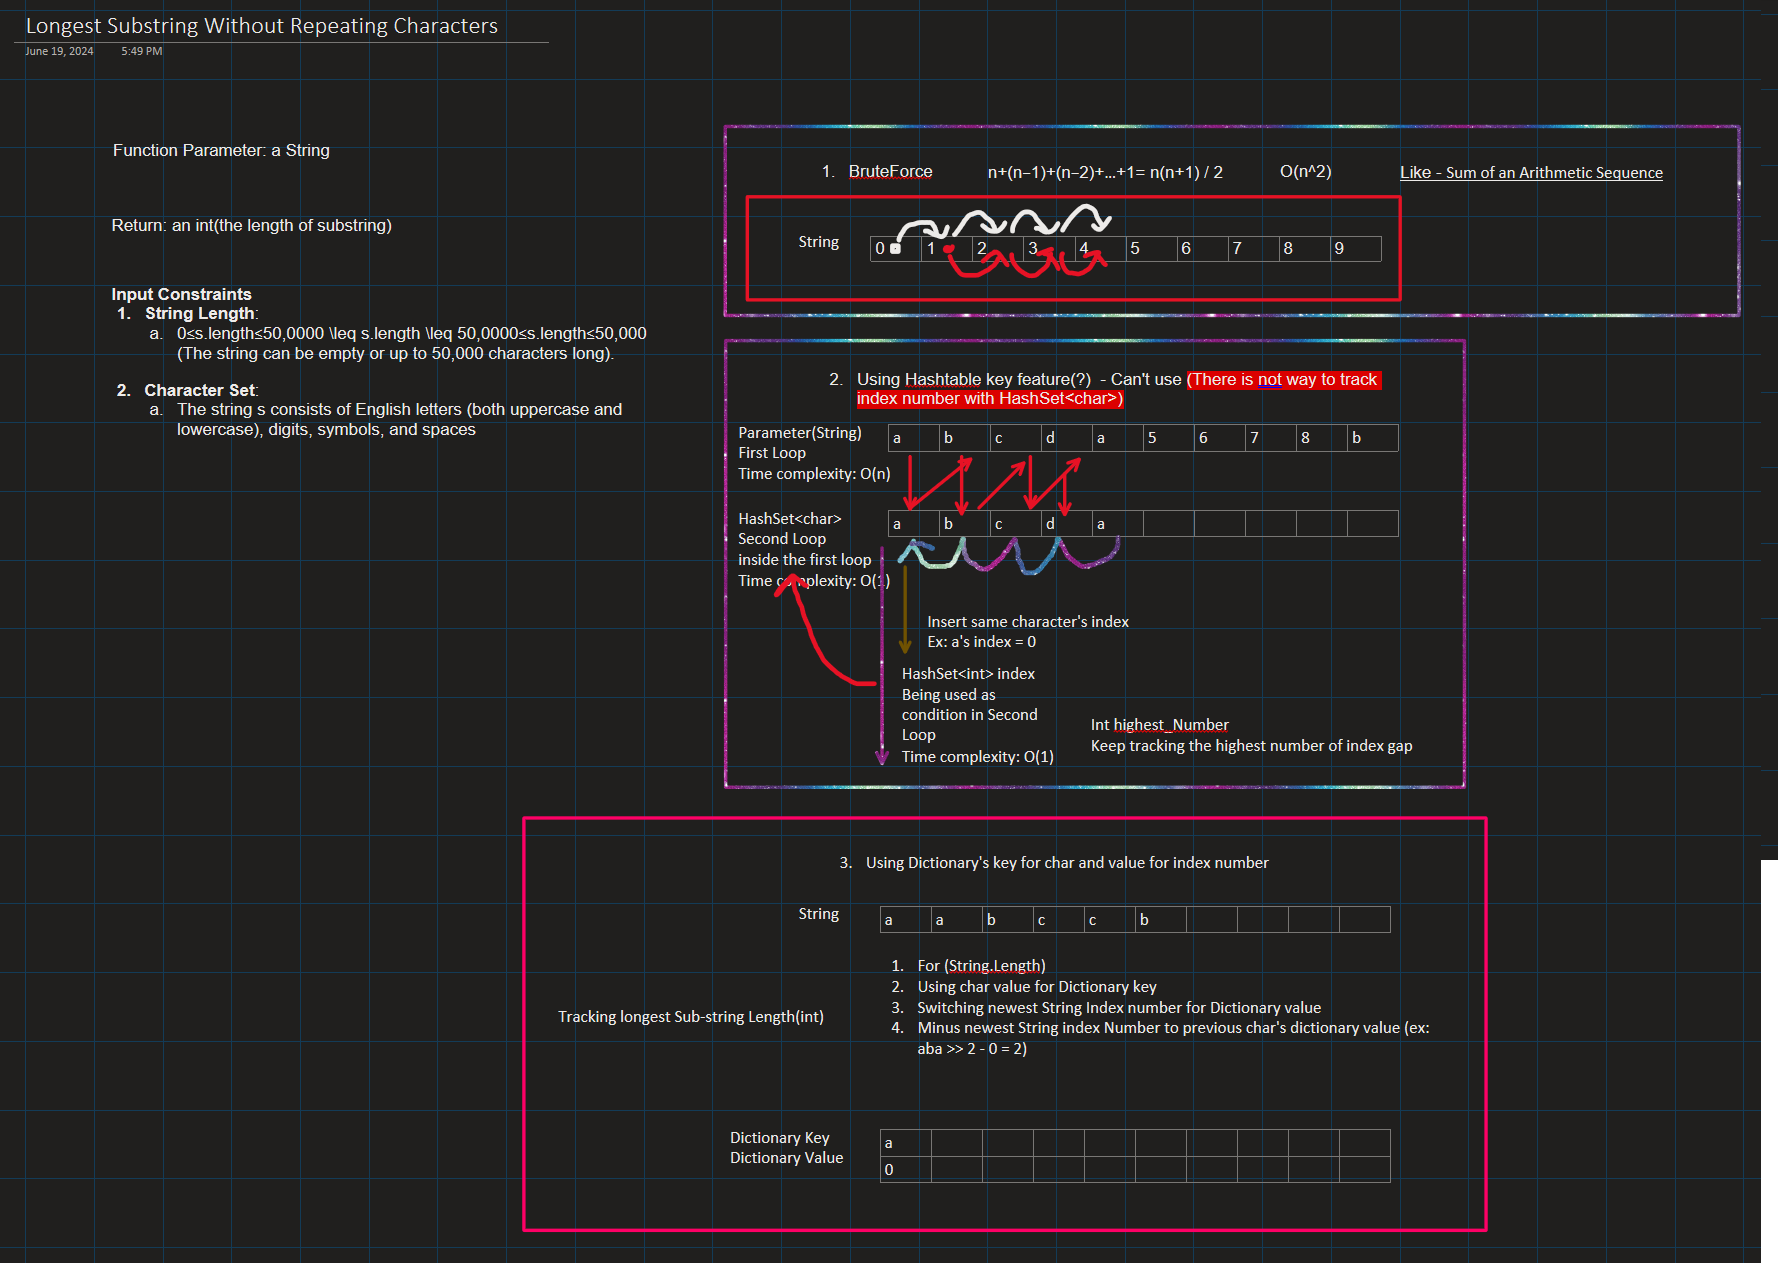 Longest Substring Without Repeating Characters
June 19, 2024 5:49 PM
Function Parameter: a String
Return: an int(the length of substring)
Input Constraints
1. String Length:
a. 0≤s.length≤50,0000 \leq s.length \leq 50,0000≤s.length≤50,000
(The string can be empty or up to 50,000 characters long).
2. Character Set:
a. The string s consists of English letters (both uppercase and
lowercase), digits, symbols, and spaces
1. BruteForce n+(n−1)+(n−2)+...+1= n(n+1) / 2 O(n^2) Like - Sum of an Arithmetic Sequence
String
0 1 2 3 4 5 6 7 8 9
2. Using Hashtable key feature(?) - Can't use (There is not way to track
index number with HashSet<char>)
Parameter(String)
First Loop
Time complexity: O(n)
a b c d a 5 6 7 8 b
HashSet<char>
Second Loop
inside the first loop
Time complexity: O(1)
a b c d a
Insert same character's index
Ex: a's index = 0
HashSet<int> index
Being used as
condition in Second
Loop
Time complexity: O(1)
Int highest_Number
Keep tracking the highest number of index gap
3. Using Dictionary's key for char and value for index number
String
a a b c c b
1. For (String.Length)
2. Using char value for Dictionary key
3. Switching newest String Index number for Dictionary value
4. Minus newest String index Number to previous char's dictionary value (ex:
aba >> 2 - 0 = 2)
Tracking longest Sub-string Length(int)
Dictionary Key
Dictionary Value
a
0